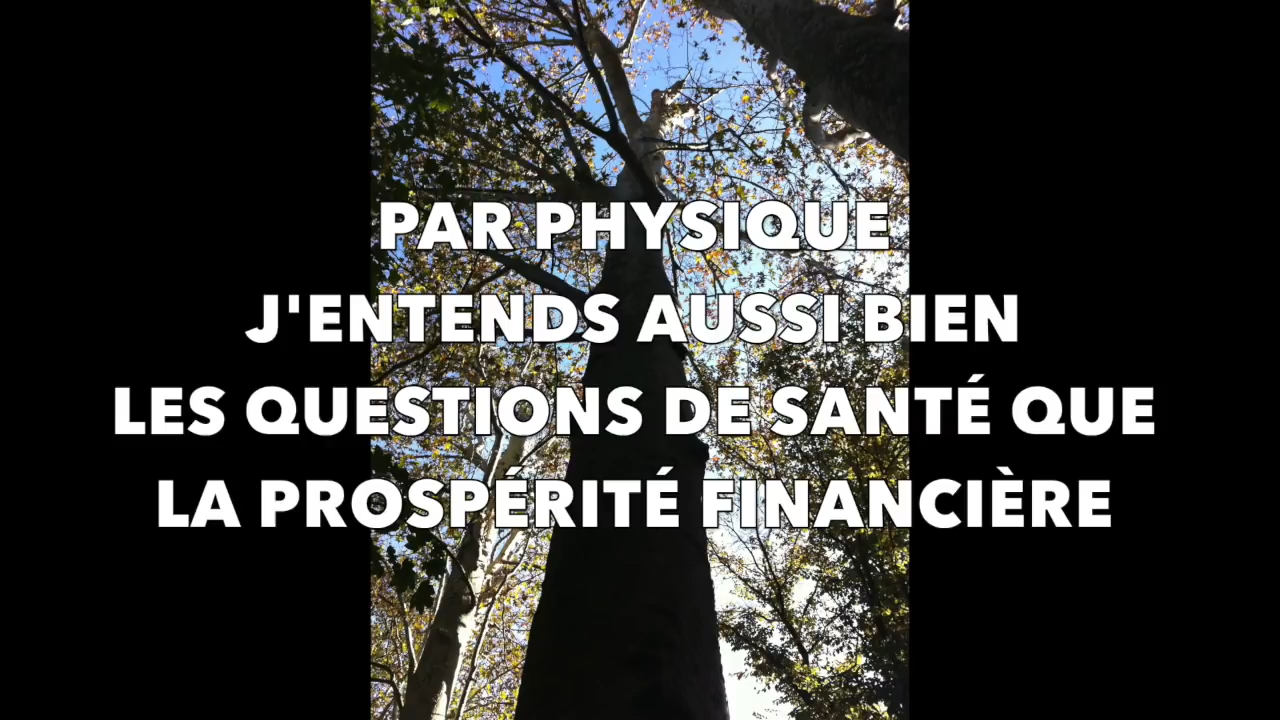 PAR PHYSIQUE
J'ENTENDS AUSSI BIEN
LES QUESTIONS DE SANTÉ QUE
LA PROSPÉRITÉ FINANCIÈRE